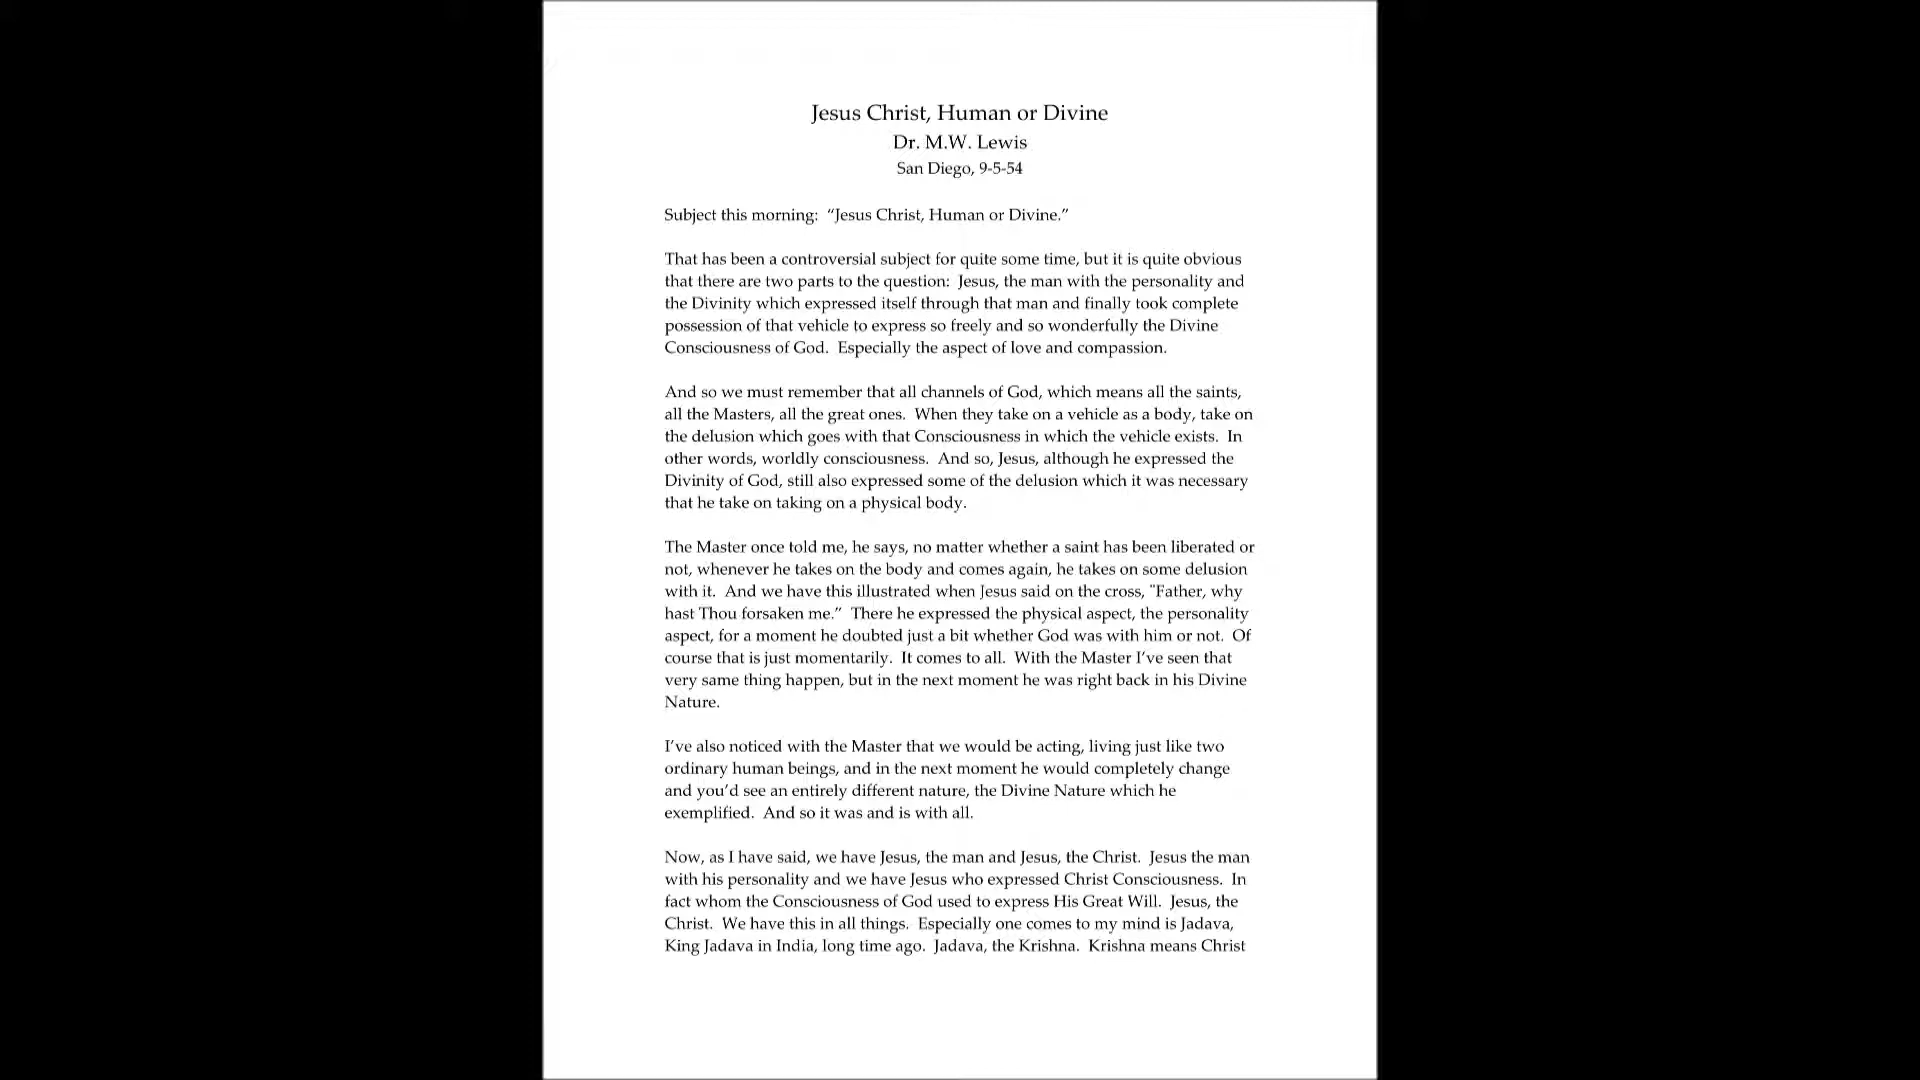 Jesus Christ, Human or Divine
Dr. M.W. Lewis
San Diego, 9-5-54
Subject this morning:  “Jesus Christ, Human or Divine.”
That has been a controversial subject for quite some time, but it is quite obvious
that there are two parts to the question:  Jesus, the man with the personality and
the Divinity which expressed itself through that man and finally took complete
possession of that vehicle to express so freely and so wonderfully the Divine
Consciousness of God.  Especially the aspect of love and compassion.
And so we must remember that all channels of God, which means all the saints,
all the Masters, all the great ones.  When they take on a vehicle as a body, take on
the delusion which goes with that Consciousness in which the vehicle exists.  In
other words, worldly consciousness.  And so, Jesus, although he expressed the
Divinity of God, still also expressed some of the delusion which it was necessary
that he take on taking on a physical body.
The Master once told me, he says, no matter whether a saint has been liberated or
not, whenever he takes on the body and comes again, he takes on some delusion
with it.  And we have this illustrated when Jesus said on the cross, "Father, why
hast Thou forsaken me.”  There he expressed the physical aspect, the personality
aspect, for a moment he doubted just a bit whether God was with him or not.  Of
course that is just momentarily.  It comes to all.  With the Master I’ve seen that
very same thing happen, but in the next moment he was right back in his Divine
Nature.
I’ve also noticed with the Master that we would be acting, living just like two
ordinary human beings, and in the next moment he would completely change
and you’d see an entirely different nature, the Divine Nature which he
exemplified.  And so it was and is with all.
Now, as I have said, we have Jesus, the man and Jesus, the Christ.  Jesus the man
with his personality and we have Jesus who expressed Christ Consciousness.  In
fact whom the Consciousness of God used to express His Great Will.  Jesus, the
Christ.  We have this in all things.  Especially one comes to my mind is Jadava,
King Jadava in India, long time ago.  Jadava, the Krishna.  Krishna means Christ